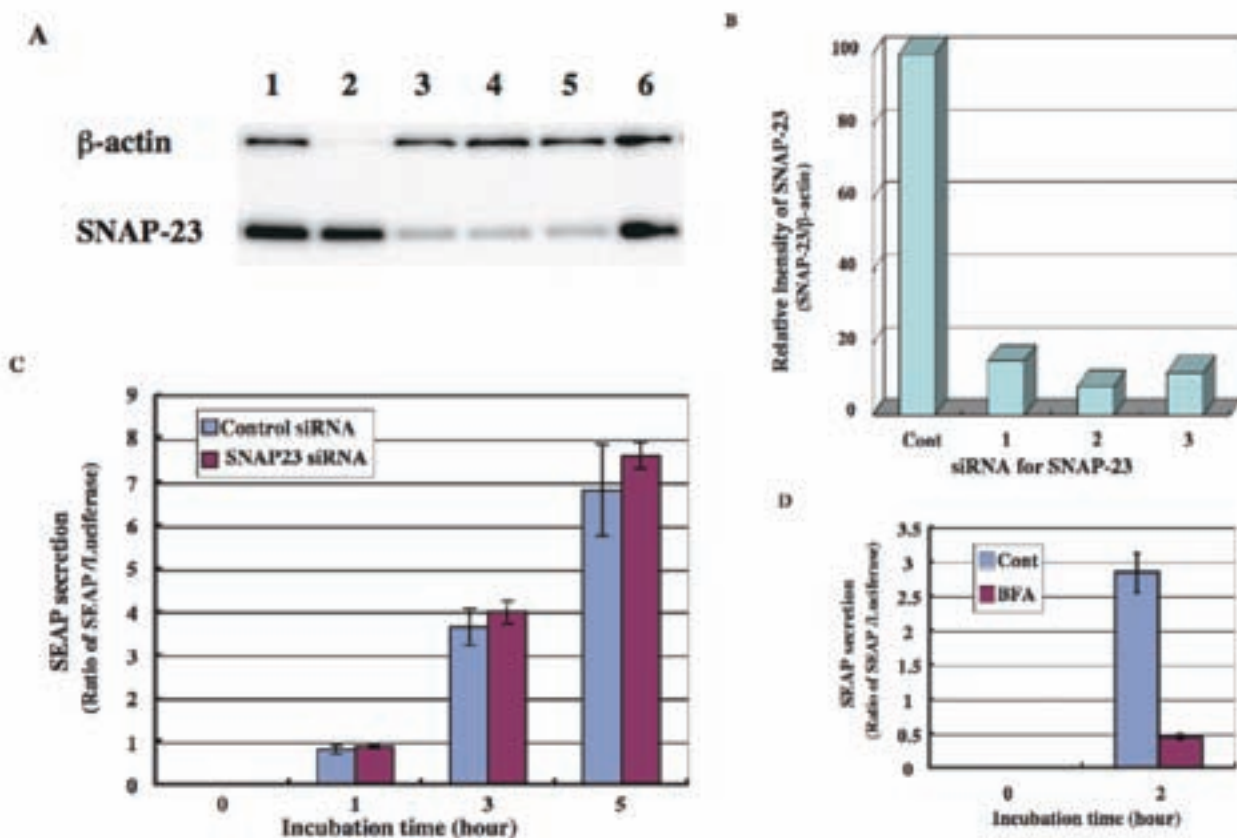 A
1 2 3 4 5 6
β-actin
SNAP-23
B
Relative inensity of SNAP-23
(SNAP-23/β-actin)
100
80
60
40
20
0
Cont 1 2 3
siRNA for SNAP-23
C
SEAP secretion
(Ratio of SEAP /Luciferase)
9
8
7
6
5
4
3
2
1
0
Control siRNA
SNAP23 siRNA
0 1 3 5
Incubation time (hour)
D
SEAP secretion
(Ratio of SEAP /Luciferase)
3.5
3
2.5
2
1.5
1
0.5
0
Cont
BFA
0 2
Incubation time (hour)